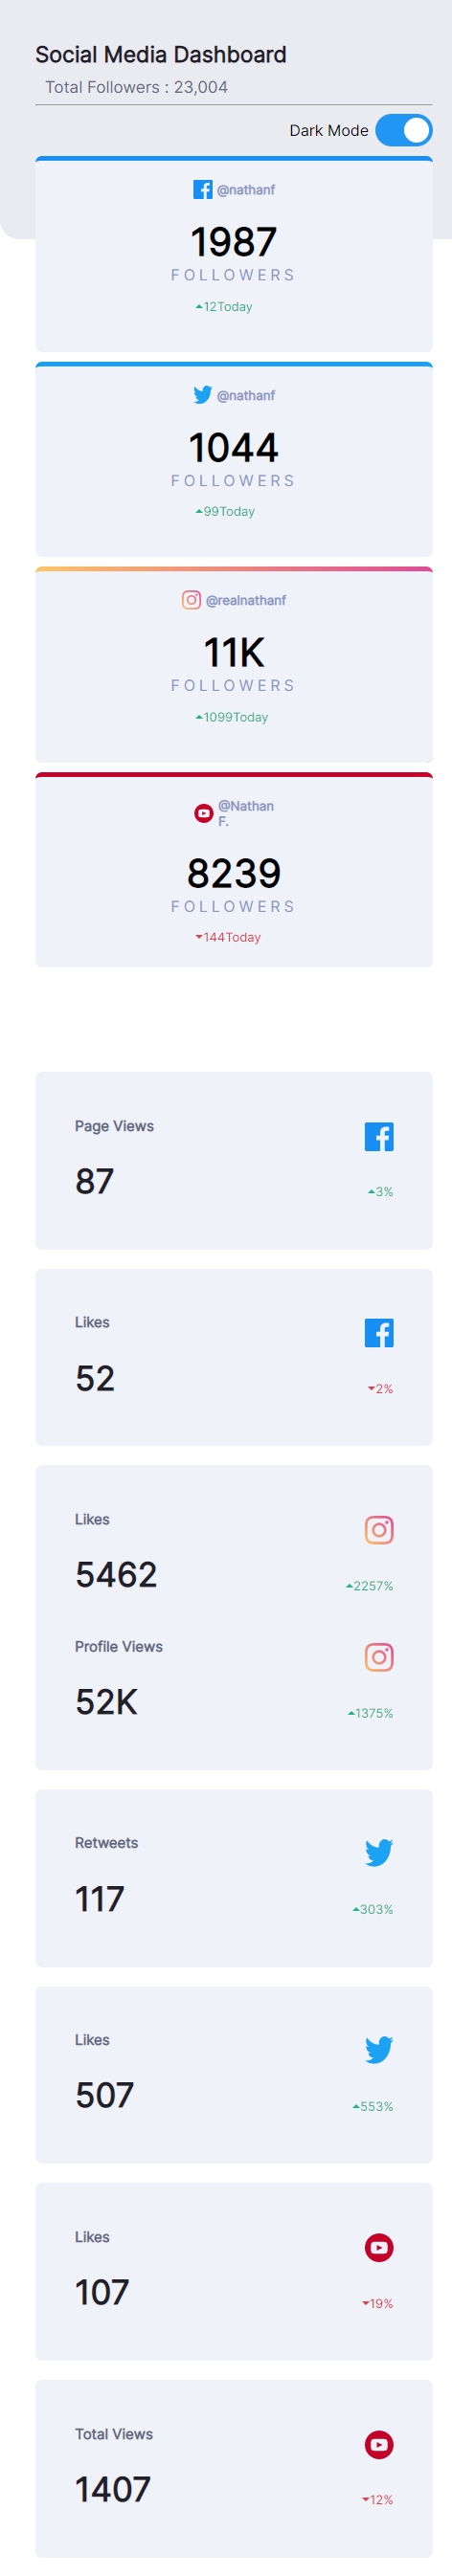 Social Media Dashboard
Total Followers : 23,004
Dark Mode
@nathanf
1987
FOLLOWERS
12Today
@nathanf
1044
FOLLOWERS
99Today
@realnathanf
11K
FOLLOWERS
1099Today
@Nathan
F.
8239
FOLLOWERS
144Today
Page Views
87
3%
Likes
52
2%
Likes
5462
2257%
Profile Views
52K
1375%
Retweets
117
303%
Likes
507
553%
Likes
107
19%
Total Views
1407
12%